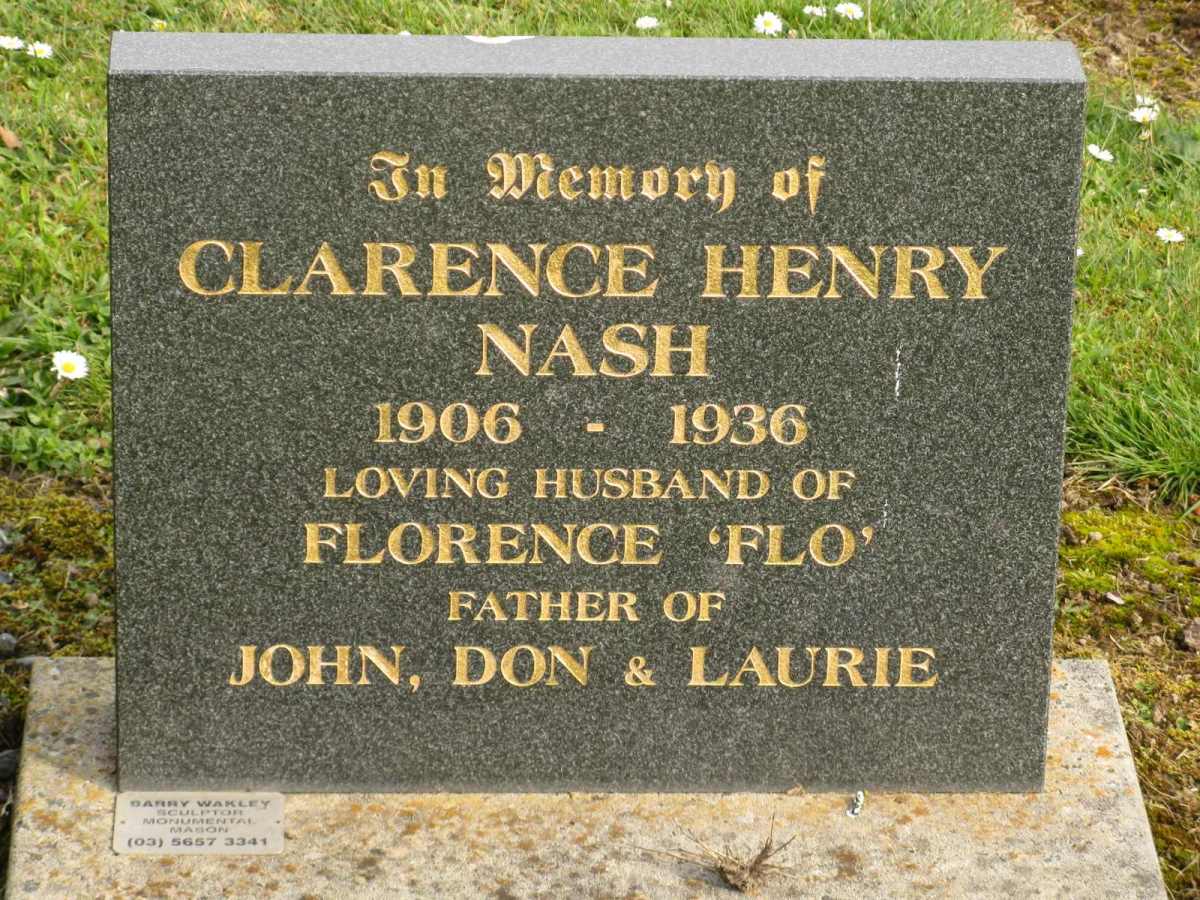 In Memory of
CLARENCE HENRY
NASH
1906 - 1936
LOVING HUSBAND OF
FLORENCE ‘FLO’
FATHER OF
JOHN, DON & LAURIE
BARRY WAKLEY
SCULPTOR
MONUMENTAL
MASON
(03) 5657 3341